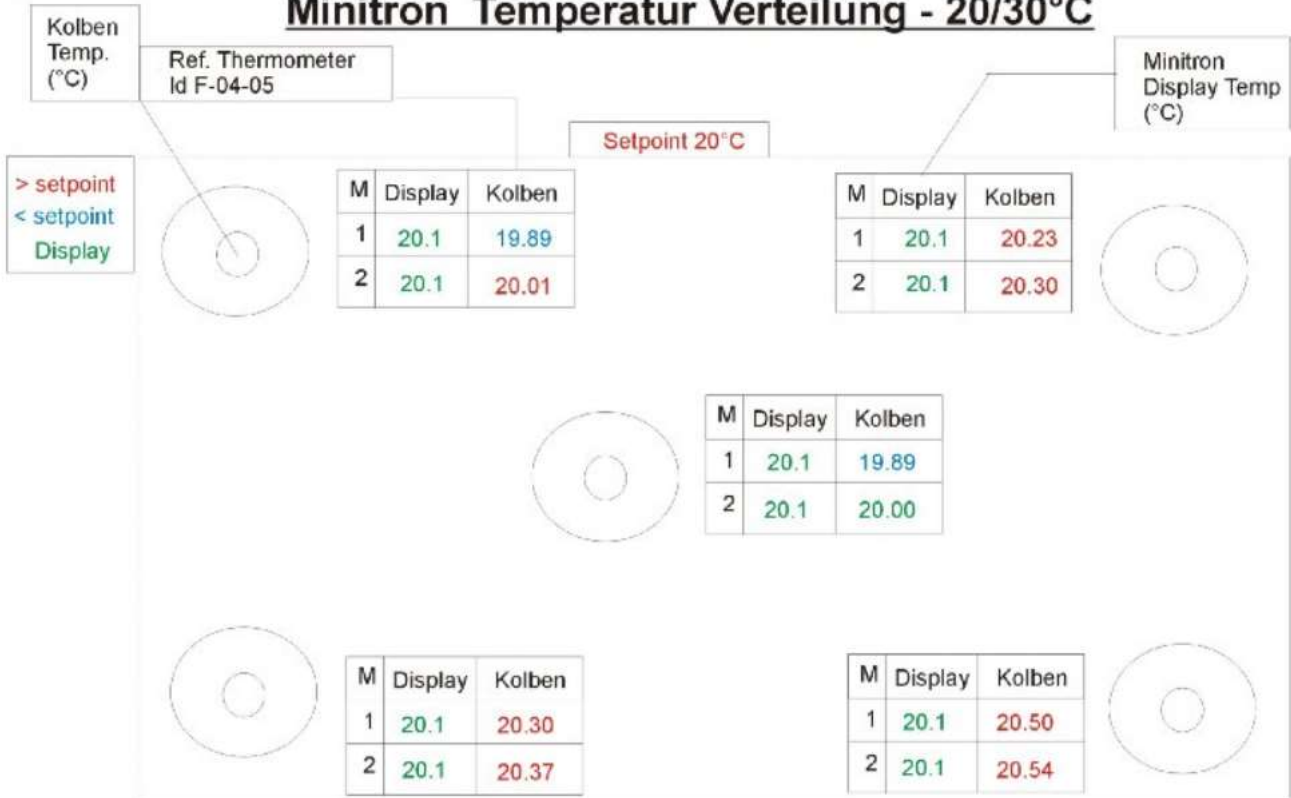 Minitron Temperatur Verteilung - 20/30°C
Kolben
Temp.
(°C)
Ref. Thermometer
Id F-04-05
Minitron
Display Temp
(°C)
Setpoint 20°C
> setpoint
< setpoint
Display
M Display Kolben
1 20.1 19.89
2 20.1 20.01
M Display Kolben
1 20.1 20.23
2 20.1 20.30
M Display Kolben
1 20.1 19.89
2 20.1 20.00
M Display Kolben
1 20.1 20.30
2 20.1 20.37
M Display Kolben
1 20.1 20.50
2 20.1 20.54